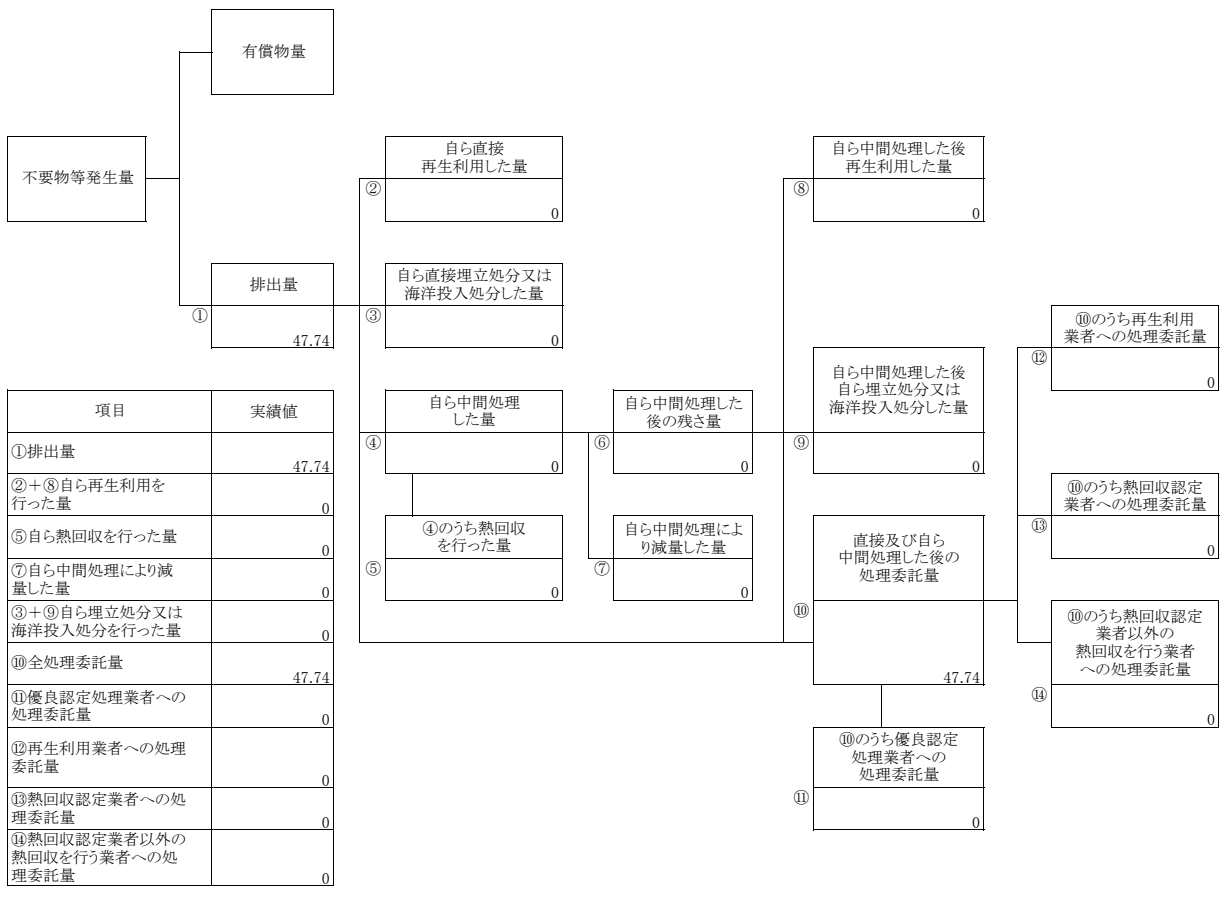 有償物量
不要物等発生量
自ら直接
再生利用した量
②
0
自ら中間処理した後
再生利用した量
⑧
0
排出量
①
47.74
自ら直接埋立処分又は
海洋投入処分した量
③
0
⑩のうち再生利用
業者への処理委託量
⑫
0
自ら中間処理
した量
④
0
自ら中間処理した
後の残さ量
⑥
0
自ら中間処理した後
自ら埋立処分又は
海洋投入処分した量
⑨
0
⑩のうち熱回収認定
業者への処理委託量
⑬
0
④のうち熱回収
を行った量
⑤
0
自ら中間処理によ
り減量した量
⑦
0
直接及び自ら
中間処理した後の
処理委託量
⑩
47.74
⑩のうち熱回収認定
業者以外の
熱回収を行う業者
への処理委託量
⑭
0
⑩のうち優良認定
処理業者への
処理委託量
⑪
0
項目 実績値
①排出量
47.74
②＋⑧自ら再生利用を
行った量
0
⑤自ら熱回収を行った量
0
⑦自ら中間処理により減
量した量
0
③＋⑨自ら埋立処分又は
海洋投入処分を行った量
0
⑩全処理委託量
47.74
⑪優良認定処理業者への
処理委託量
0
⑫再生利用業者への処理
委託量
0
⑬熱回収認定業者への処
理委託量
0
⑭熱回収認定業者以外の
熱回収を行う業者への処
理委託量
0